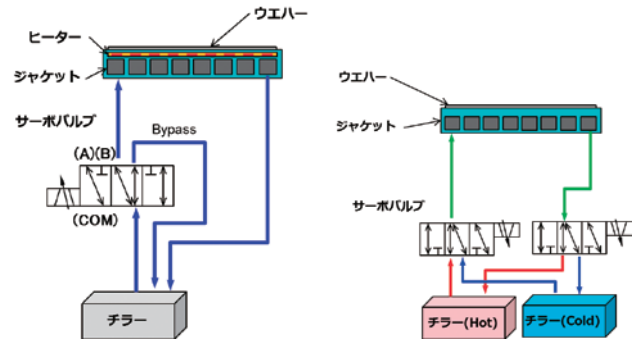 ウエハー
ヒーター
ジャケット
サーボバルブ
Bypass
(A)(B)
(COM)
チラー
ウエハー
ジャケット
サーボバルブ
チラー(Hot)
チラー(Cold)